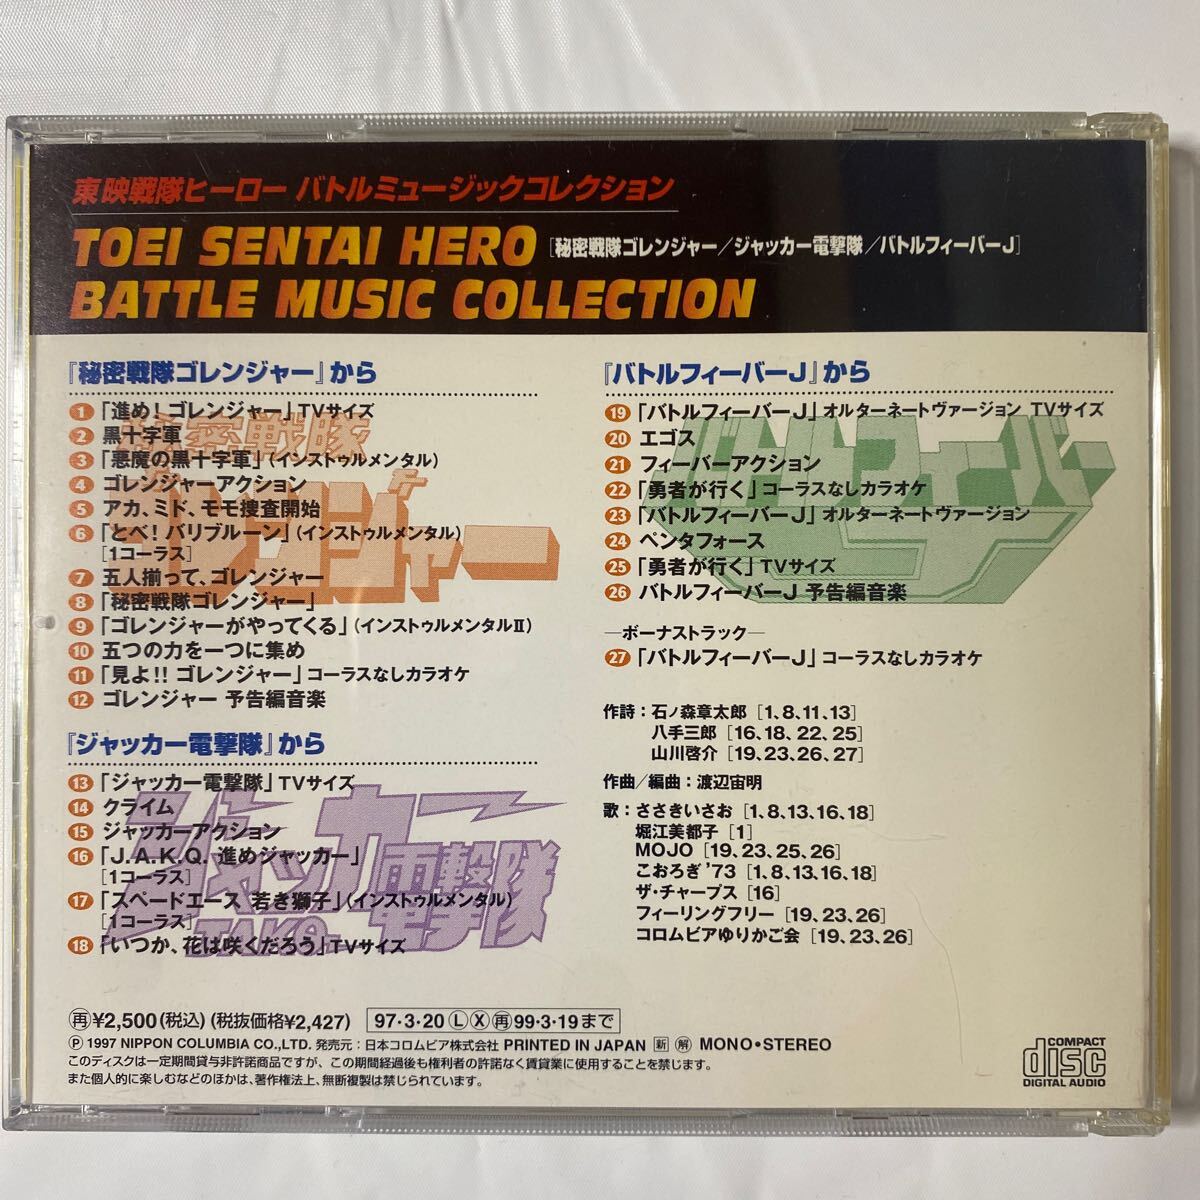 東映戦隊ヒーロー バトルミュージックコレクション
TOEI SENTAI HERO [秘密戦隊ゴレンジャー/ジャッカー電撃隊/バトルフィーバーJ]
BATTLE MUSIC COLLECTION
『秘密戦隊ゴレンジャー』から
1 「進め! ゴレンジャー」TVサイズ
2 黒十字軍
3 「悪魔の黒十字軍」(インストゥルメンタル)
4 ゴレンジャーアクション
5 アカ、ミド、モモ捜査開始
6 「とべ! バリブルーン」(インストゥルメンタル)
[1コーラス]
7 五人揃って、ゴレンジャー
8 「秘密戦隊ゴレンジャー」
9 「ゴレンジャーがやってくる」(インストゥルメンタルII)
10 五つの力を一つに集め
11 「見よ!! ゴレンジャー」コーラスなしカラオケ
12 ゴレンジャー 予告編音楽
『ジャッカー電撃隊』から
13 「ジャッカー電撃隊」TVサイズ
14 クライム
15 ジャッカーアクション
16 「J.A.K.Q. 進めジャッカー」
[1コーラス]
17 「スペードエース 若き獅子」(インストゥルメンタル)
[1コーラス]
18 「いつか、花は咲くだろう」TVサイズ
『バトルフィーバーJ』から
19 「バトルフィーバーJ」オルターネートヴァージョン TVサイズ
20 エゴス
21 フィーバーアクション
22 「勇者が行く」コーラスなしカラオケ
23 「バトルフィーバーJ」オルターネートヴァージョン
24 ペンタフォース
25 「勇者が行く」TVサイズ
26 バトルフィーバーJ 予告編音楽
—ボーナストラック—
27 「バトルフィーバーJ」コーラスなしカラオケ
作詩:石ノ森章太郎 [1、8、11、13]
八手三郎 [16、18、22、25]
山川啓介 [19、23、26、27]
作曲/編曲:渡辺宙明
歌:ささきいさお [1、8、13、16、18]
堀江美都子 [1]
MOJO [19、23、25、26]
こおろぎ'73 [1、8、13、16、18]
ザ・チャープス [16]
フィーリングフリー [19、23、26]
コロムビアゆりかご会 [19、23、26]
再¥2,500(税込)(税抜価格¥2,427) 97・3・20 Ⓛ Ⓧ 再 99・3・19まで
Ⓟ 1997 NIPPON COLUMBIA CO.,LTD. 発売元:日本コロムビア株式会社 PRINTED IN JAPAN 新 解 MONO・STEREO
このディスクは一定期間貸与非許諾商品ですが、この期間経過後も権利者の許諾なく賃貸業に使用することを禁じます。
また個人的に楽しむなどのほかは、著作権法上、無断複製は禁じられています。
COMPACT
disc
DIGITAL AUDIO